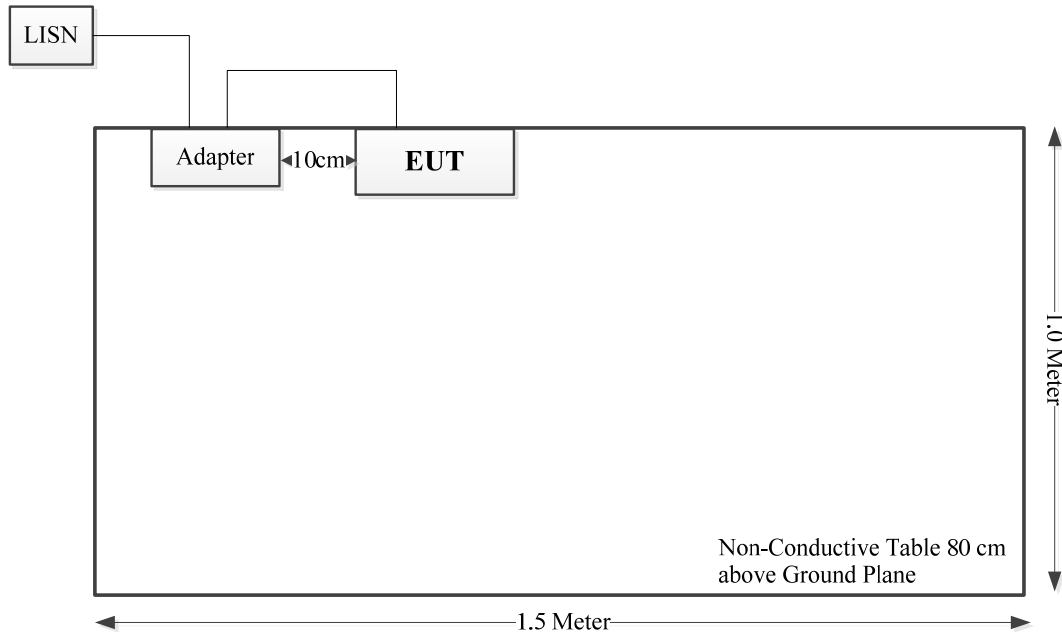 LISN
Adapter
10cm
EUT
1.0 Meter
Non-Conductive Table 80 cm
above Ground Plane
1.5 Meter